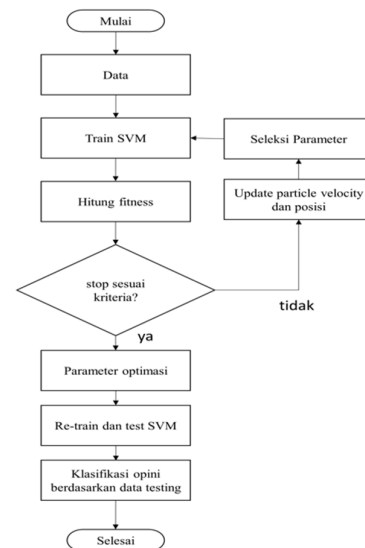 Mulai
Data
Train SVM
Seleksi Parameter
Hitung fitness
Update particle velocity
dan posisi
stop sesuai
kriteria?
tidak
ya
Parameter optimasi
Re-train dan test SVM
Klasifikasi opini
berdasarkan data testing
Selesai